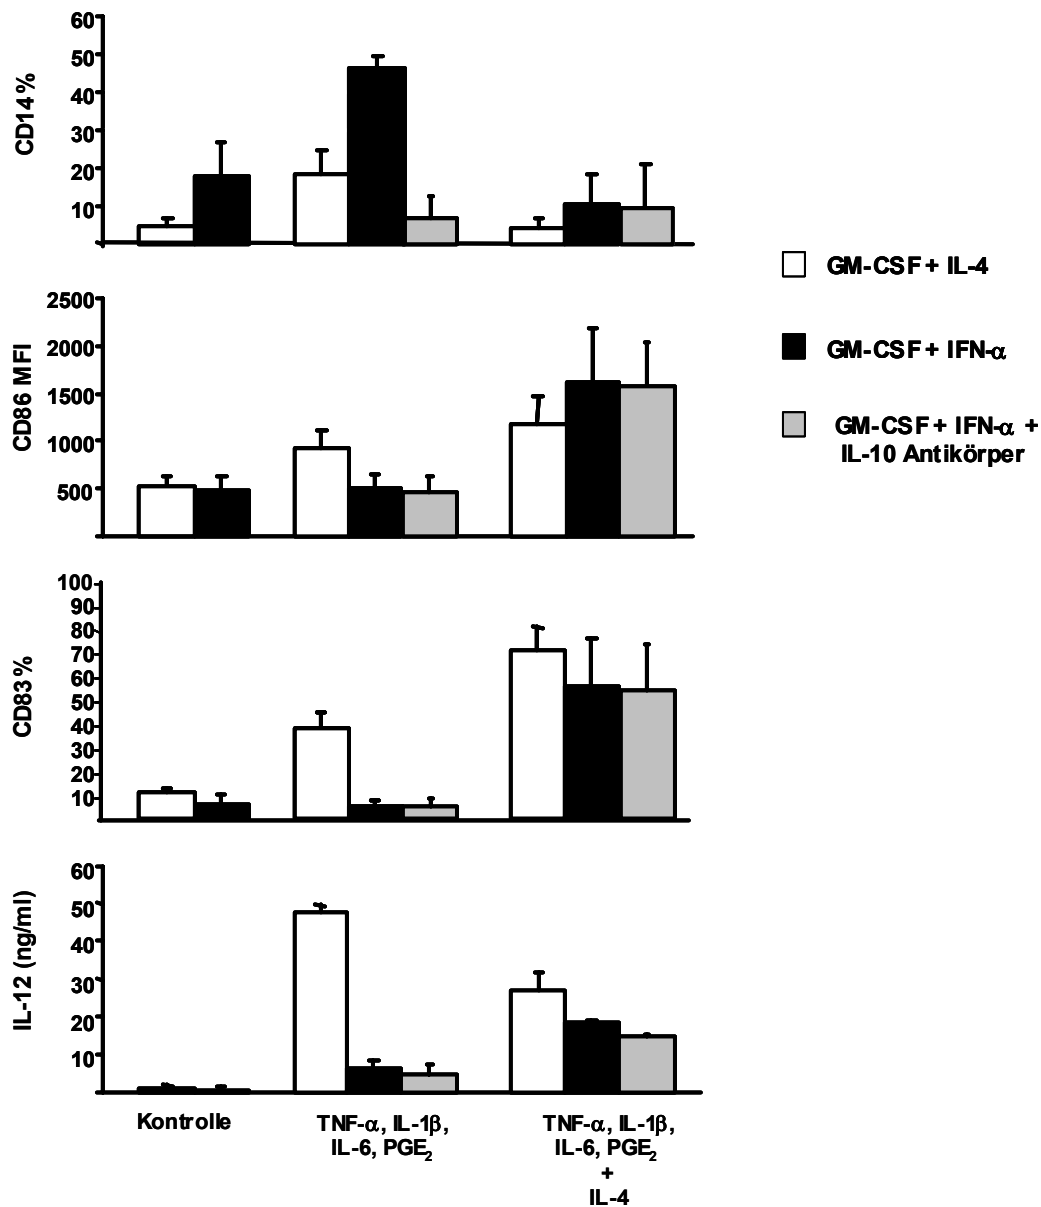 60
50
40
30
20
10
CD14%
2500
2000
1500
1000
500
CD86 MFI
100
90
80
70
60
50
40
30
20
10
CD83%
60
50
40
30
20
10
IL-12 (ng/ml)
Kontrolle
TNF-α, IL-1β,
IL-6, PGE₂
TNF-α, IL-1β,
IL-6, PGE₂
+
IL-4
GM-CSF + IL-4
GM-CSF + IFN-α
GM-CSF + IFN-α +
IL-10 Antikörper